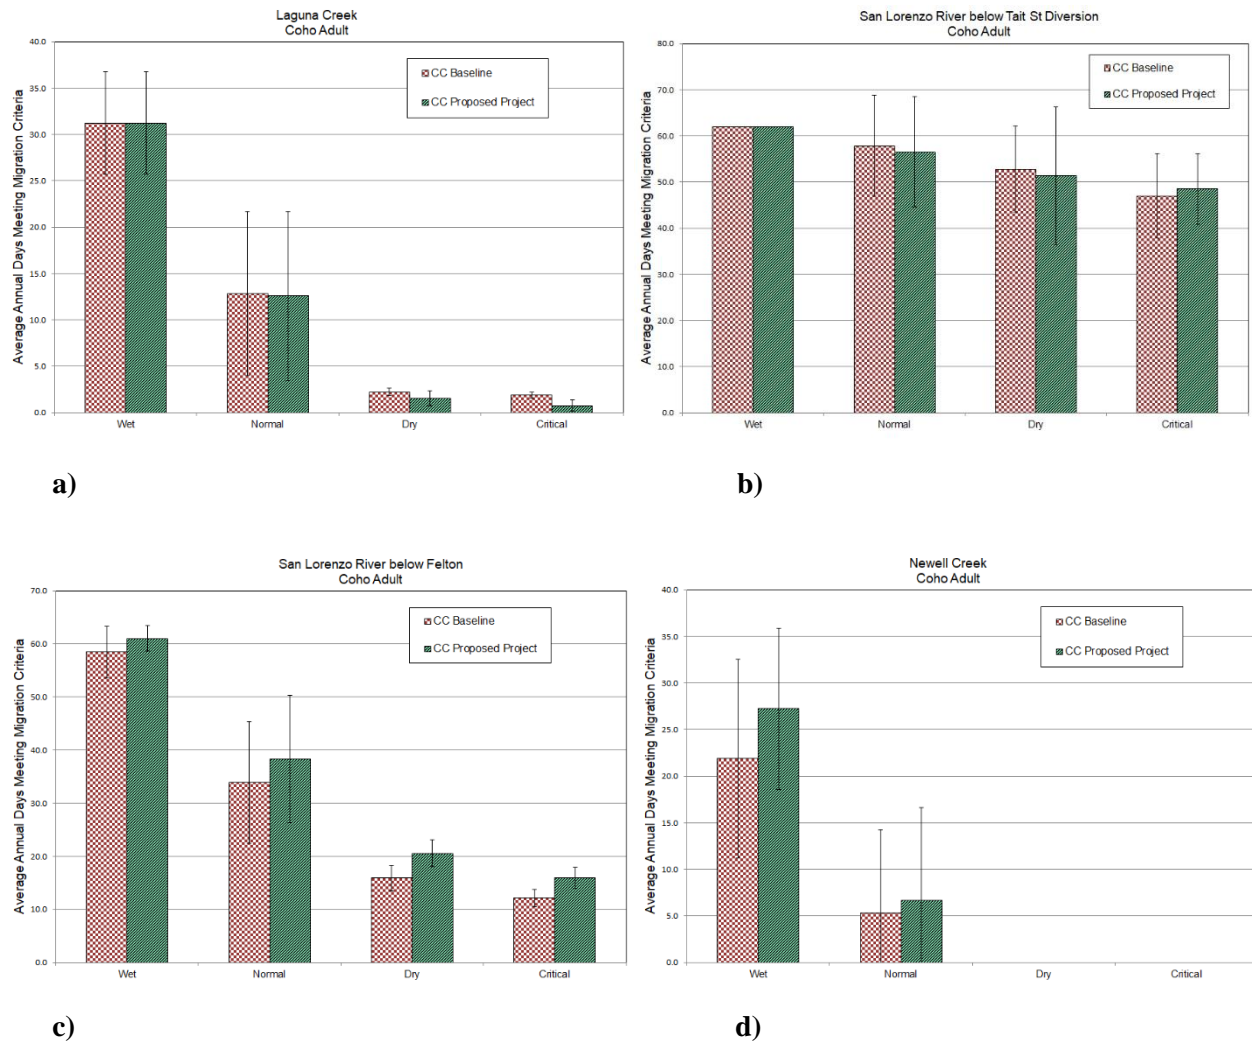 Laguna Creek
Coho Adult
Average Annual Days Meeting Migration Criteria
40.0
35.0
30.0
25.0
20.0
15.0
10.0
5.0
0.0
CC Baseline
CC Proposed Project
Wet Normal Dry Critical
a)
San Lorenzo River below Tait St Diversion
Coho Adult
Average Annual Days Meeting Migration Criteria
80.0
70.0
60.0
50.0
40.0
30.0
20.0
10.0
0.0
CC Baseline
CC Proposed Project
Wet Normal Dry Critical
b)
San Lorenzo River below Felton
Coho Adult
Average Annual Days Meeting Migration Criteria
70.0
60.0
50.0
40.0
30.0
20.0
10.0
0.0
CC Baseline
CC Proposed Project
Wet Normal Dry Critical
c)
Newell Creek
Coho Adult
Average Annual Days Meeting Migration Criteria
40.0
35.0
30.0
25.0
20.0
15.0
10.0
5.0
0.0
CC Baseline
CC Proposed Project
Wet Normal Dry Critical
d)